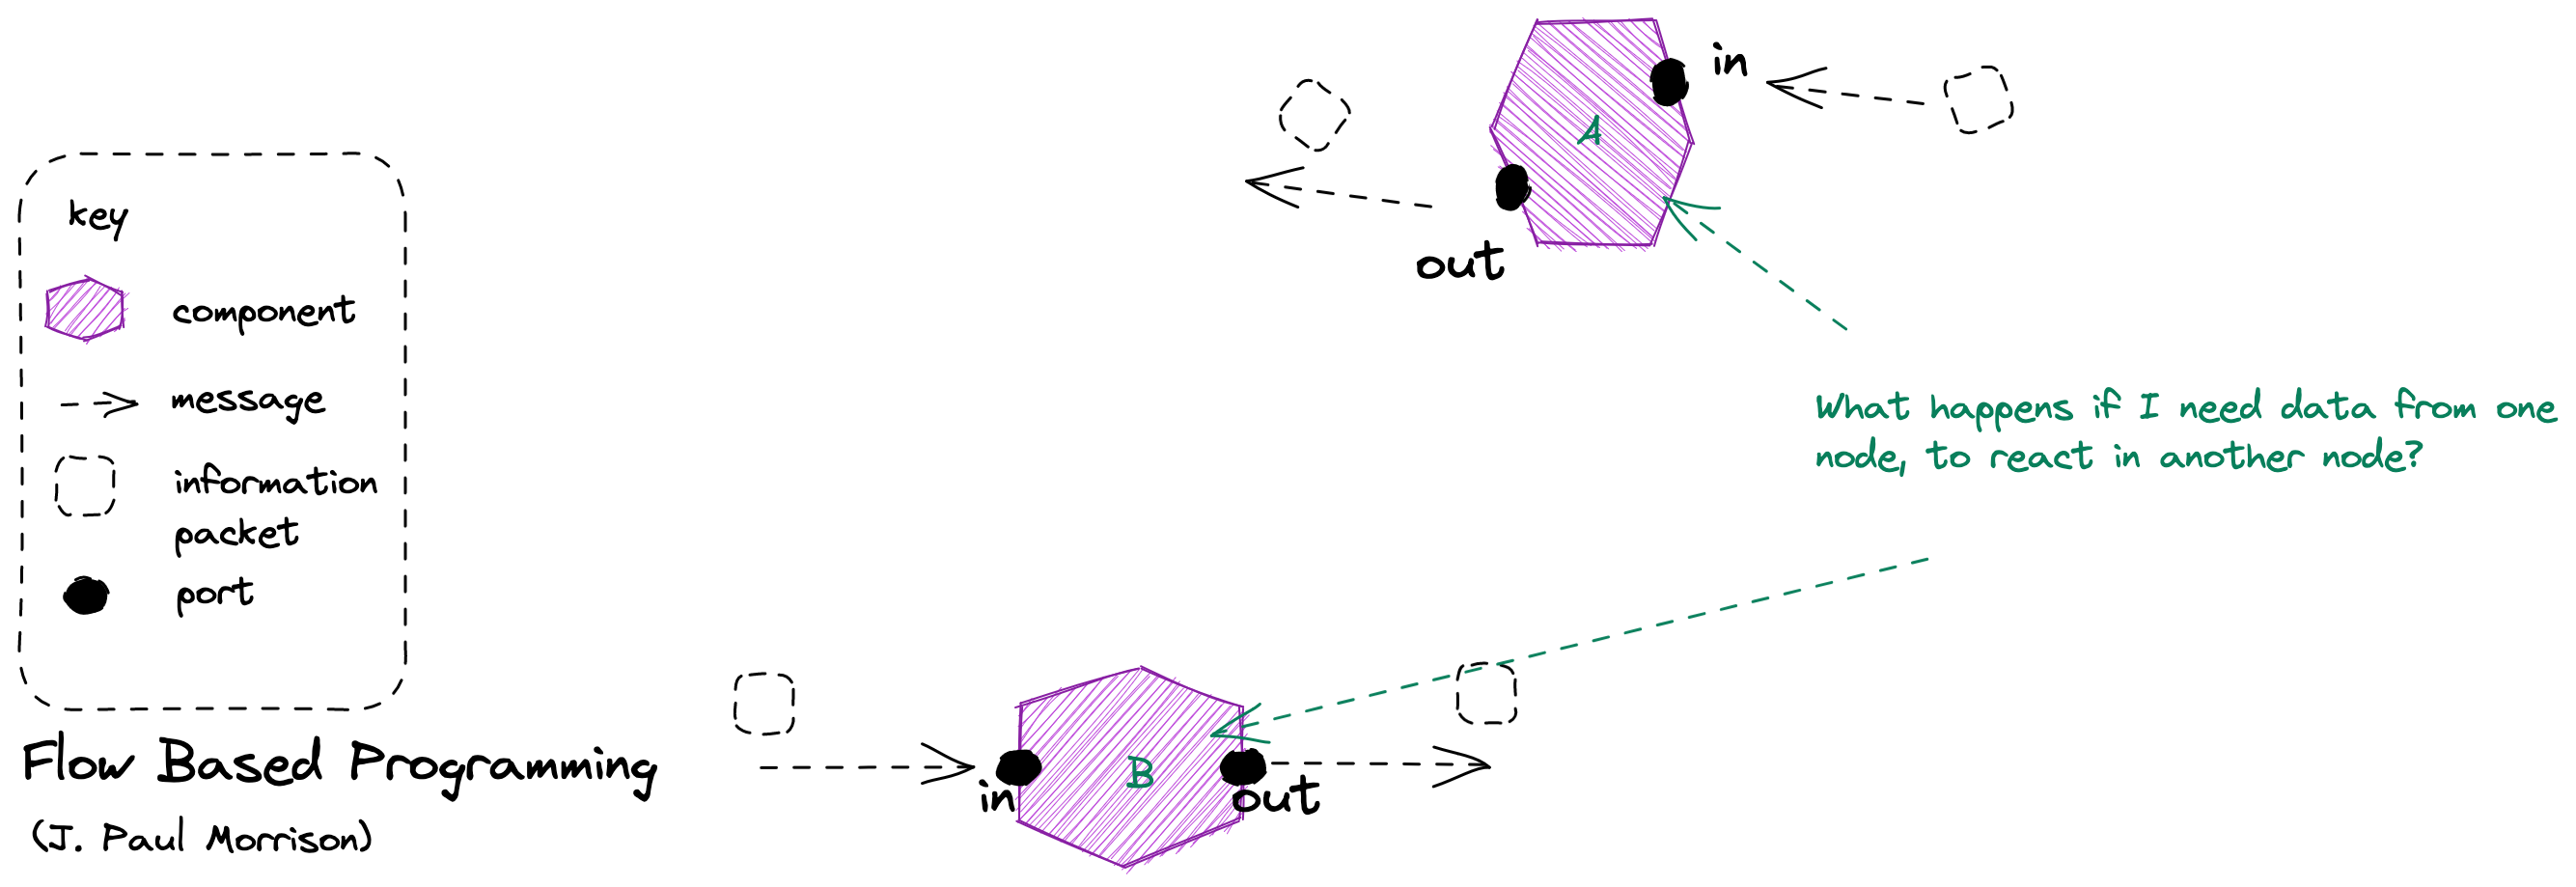 key
component
message
information
packet
port
Flow Based Programming
(J. Paul Morrison)
in
A
out
What happens if I need data from one
node, to react in another node?
B
in
out